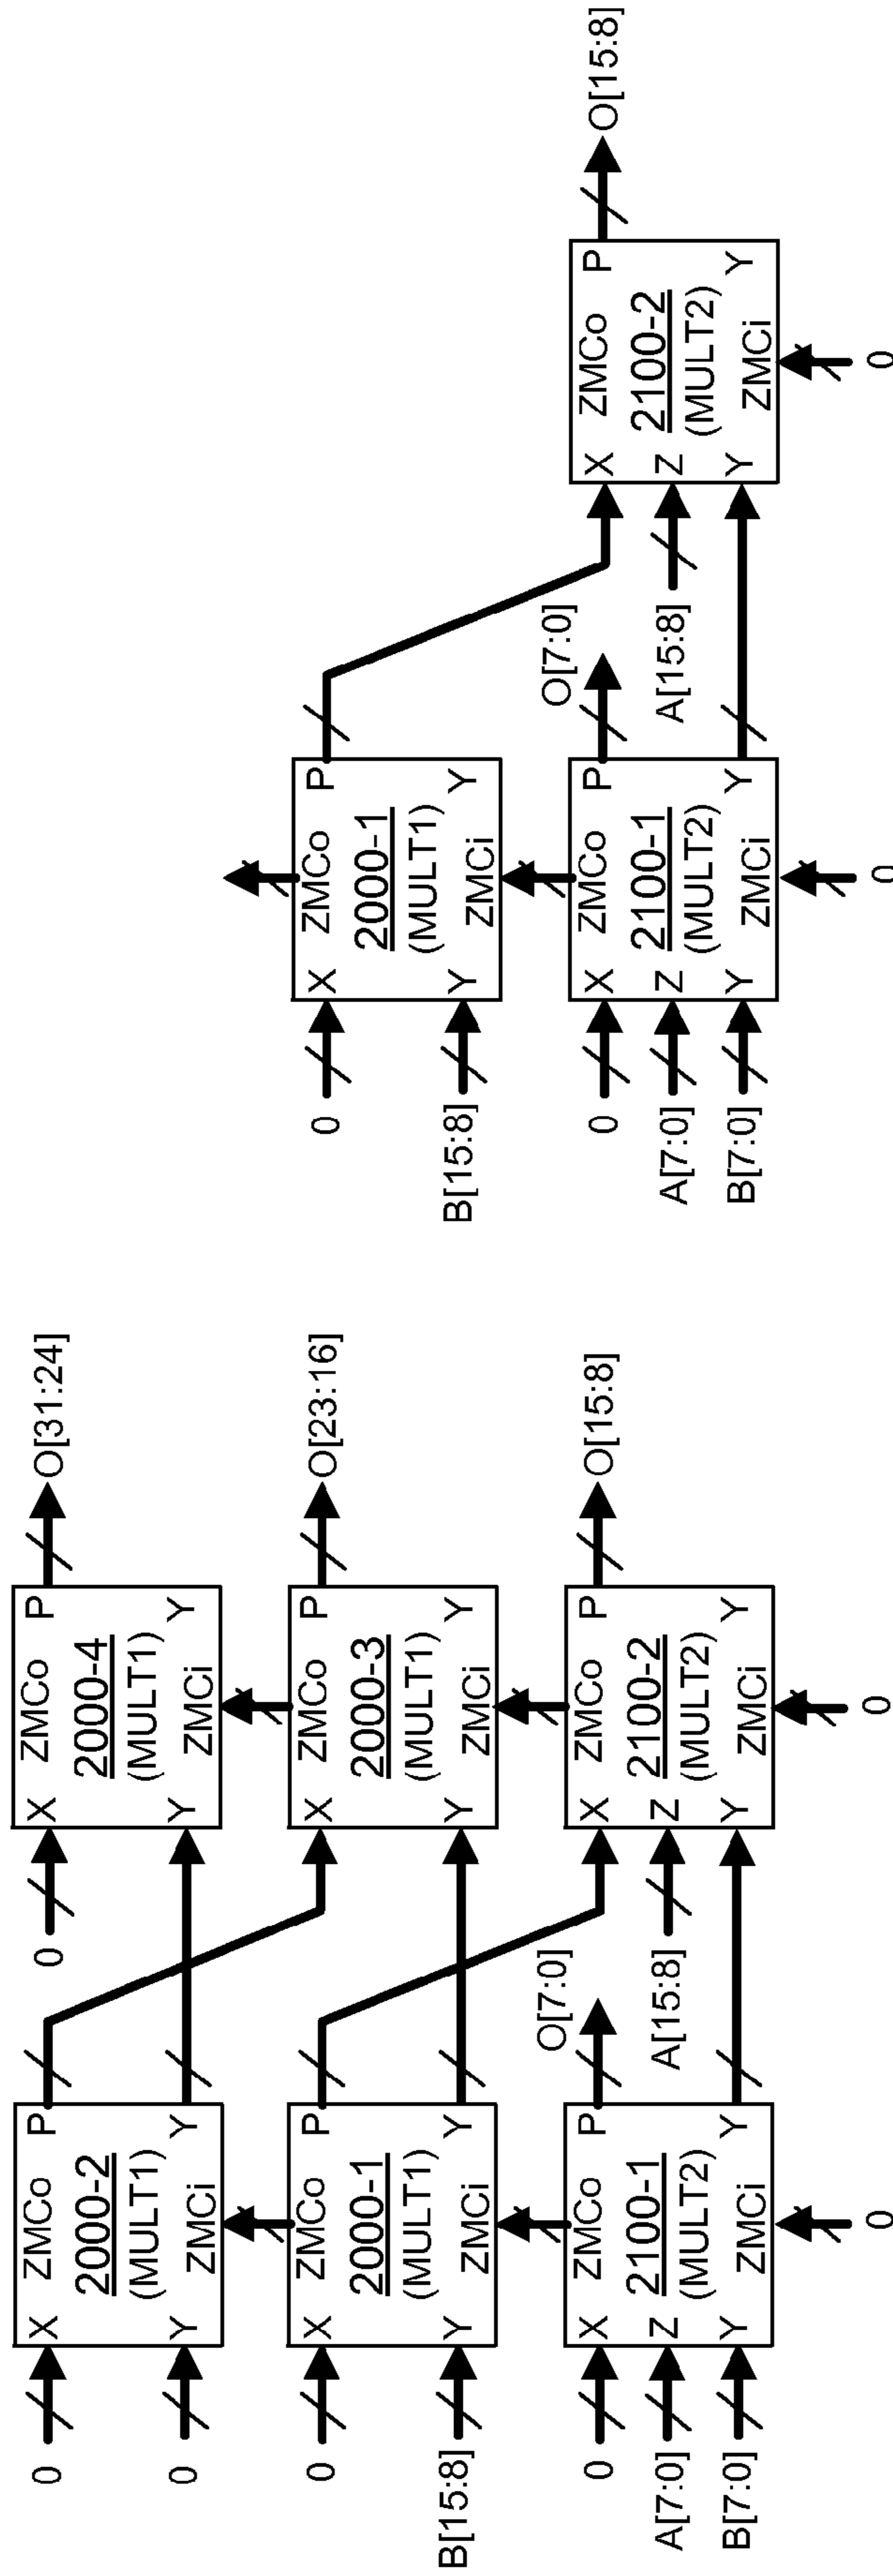 O[31:24]
P
ZMCo
2000-4
(MULT1)
X
Y
ZMCi
Y
0
P
ZMCo
2000-2
(MULT1)
X
Y
ZMCi
Y
0
0
O[23:16]
P
ZMCo
2000-3
(MULT1)
X
Y
ZMCi
Y
P
ZMCo
2000-1
(MULT1)
X
Y
ZMCi
Y
0
B[15:8]
O[15:8]
P
ZMCo
2100-2
(MULT2)
X
Z
Y
ZMCi
Y
0
A[15:8]
O[7:0]
P
ZMCo
2100-1
(MULT2)
X
Z
Y
ZMCi
Y
0
0
A[7:0]
B[7:0]
P
ZMCo
2000-1
(MULT1)
X
Y
ZMCi
Y
0
B[15:8]
O[15:8]
P
ZMCo
2100-2
(MULT2)
X
Z
Y
ZMCi
Y
0
A[15:8]
O[7:0]
P
ZMCo
2100-1
(MULT2)
X
Z
Y
ZMCi
Y
0
0
A[7:0]
B[7:0]